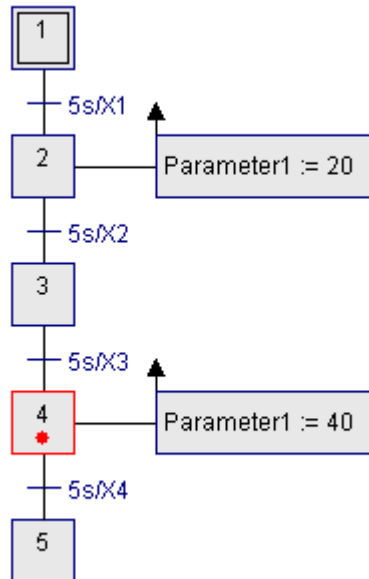 1
5s/X1
2
Parameter1 := 20
5s/X2
3
5s/X3
4
Parameter1 := 40
5s/X4
5